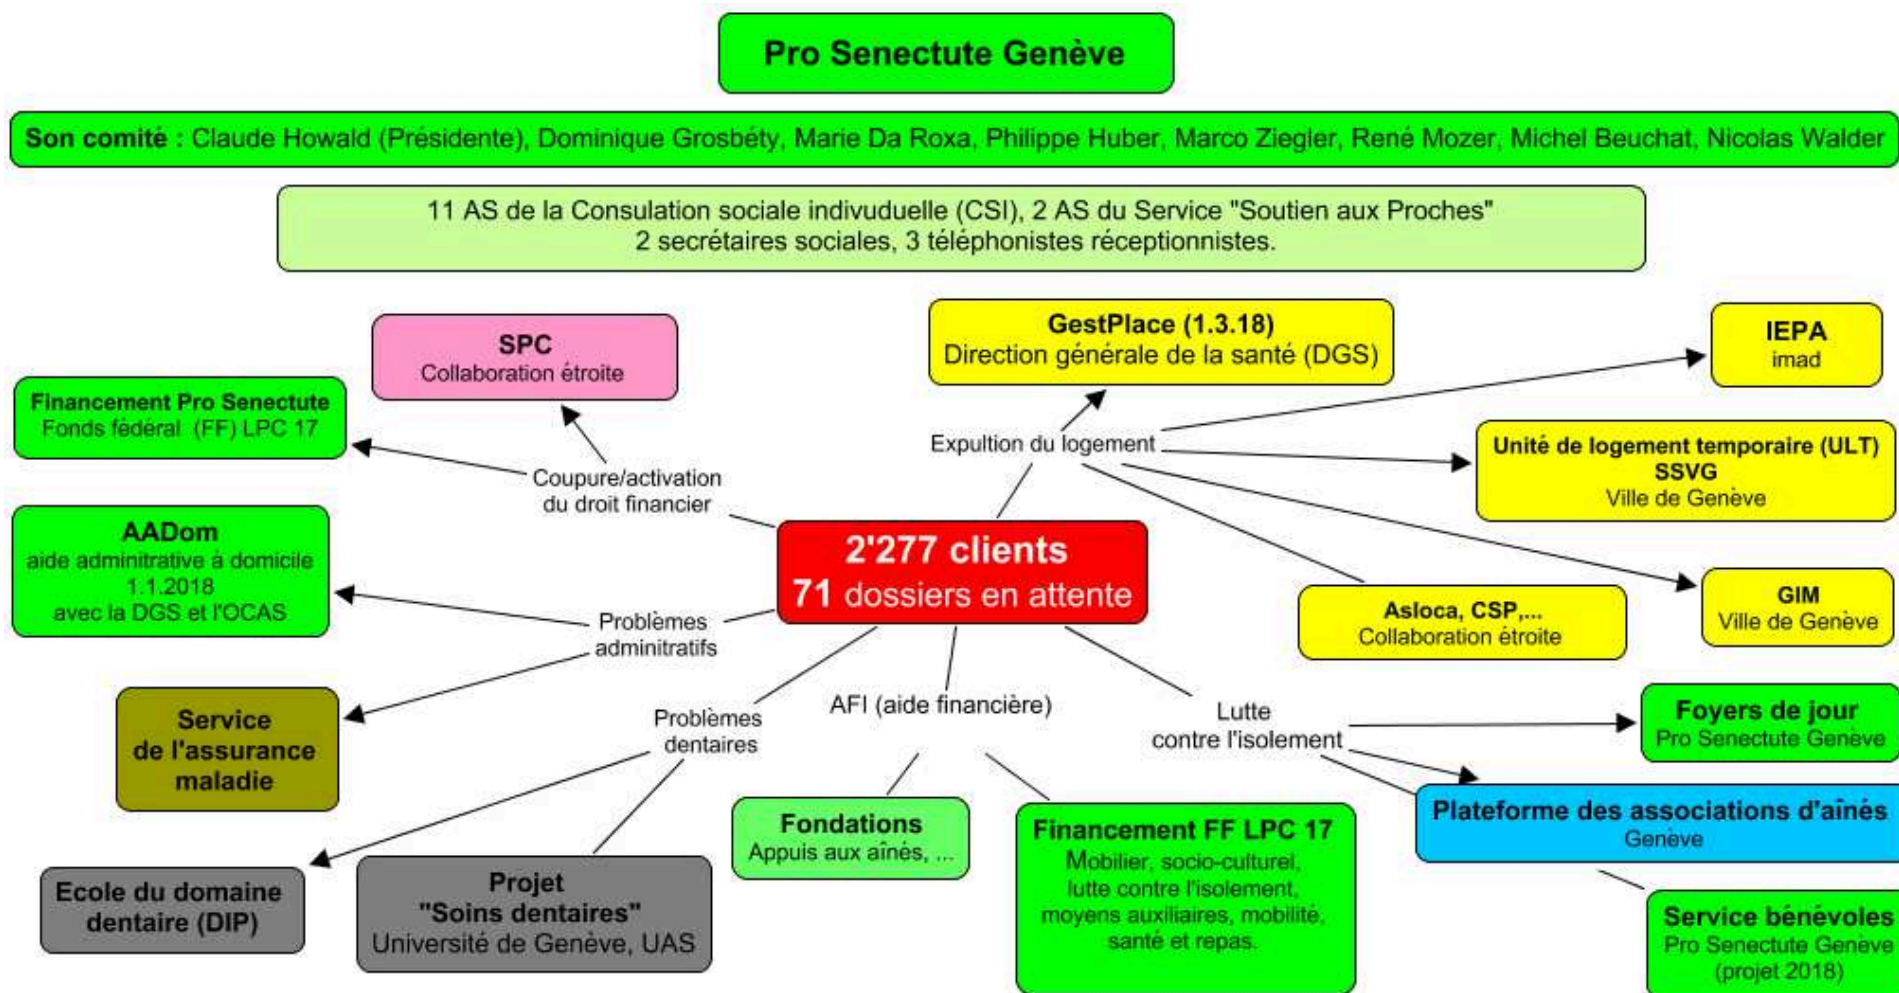 Pro Senectute Genève
Son comité : Claude Howald (Présidente), Dominique Grosbéty, Marie Da Roxa, Philippe Huber, Marco Ziegler, René Mozer, Michel Beuchat, Nicolas Walder
11 AS de la Consulation sociale indivuduelle (CSI), 2 AS du Service "Soutien aux Proches"
2 secrétaires sociales, 3 téléphonistes réceptionnistes.
SPC
Collaboration étroite
GestPlace (1.3.18)
Direction générale de la santé (DGS)
IEPA
imad
Financement Pro Senectute
Fonds fédéral (FF) LPC 17
Expultion du logement
Unité de logement temporaire (ULT)
SSVG
Ville de Genève
Coupure/activation
du droit financier
AADom
aide adminitrative à domicile
1.1.2018
avec la DGS et l'OCAS
2'277 clients
71 dossiers en attente
Asloca, CSP,...
Collaboration étroite
GIM
Ville de Genève
Problèmes
adminitratifs
Service
de l'assurance
maladie
Problèmes
dentaires
AFI (aide financière)
Lutte
contre l'isolement
Foyers de jour
Pro Senectute Genève
Plateforme des associations d'aînés
Genève
Fondations
Appuis aux aînés, ...
Financement FF LPC 17
Mobilier, socio-culturel,
lutte contre l'isolement,
moyens auxiliaires, mobilité,
santé et repas.
Ecole du domaine
dentaire (DIP)
Projet
"Soins dentaires"
Université de Genève, UAS
Service bénévoles
Pro Senectute Genève
(projet 2018)